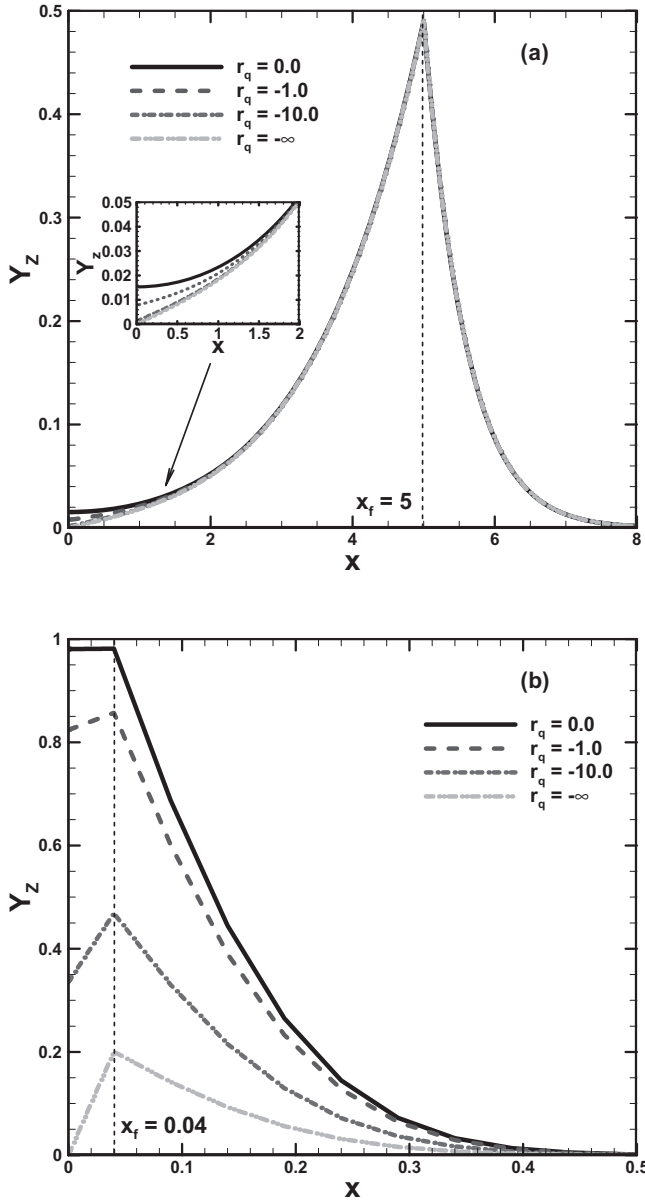 0.5
(a)
r_q = 0.0
r_q = -1.0
r_q = -10.0
r_q = -∞
0.4
0.05
0.04
0.03
0.02
0.01
0
Y_z
0 0.5 1 1.5 2
x
0.3
Y_Z
0.2
0.1
x_f = 5
0
0 2 4 6 8
x
1
(b)
r_q = 0.0
r_q = -1.0
r_q = -10.0
r_q = -∞
0.8
0.6
Y_Z
0.4
0.2
x_f = 0.04
0
0 0.1 0.2 0.3 0.4 0.5
x